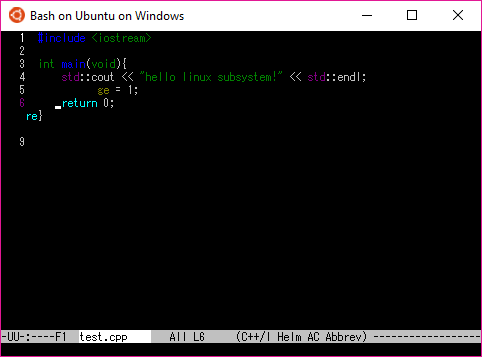 Bash on Ubuntu on Windows
1 #include <iostream>
2
3 int main(void){
4 std::cout << "hello linux subsystem!" << std::endl;
5 ge = 1;
6 return 0;
re}
9
-UU-:----F1 test.cpp All L6 (C++/l Helm AC Abbrev) ------------------